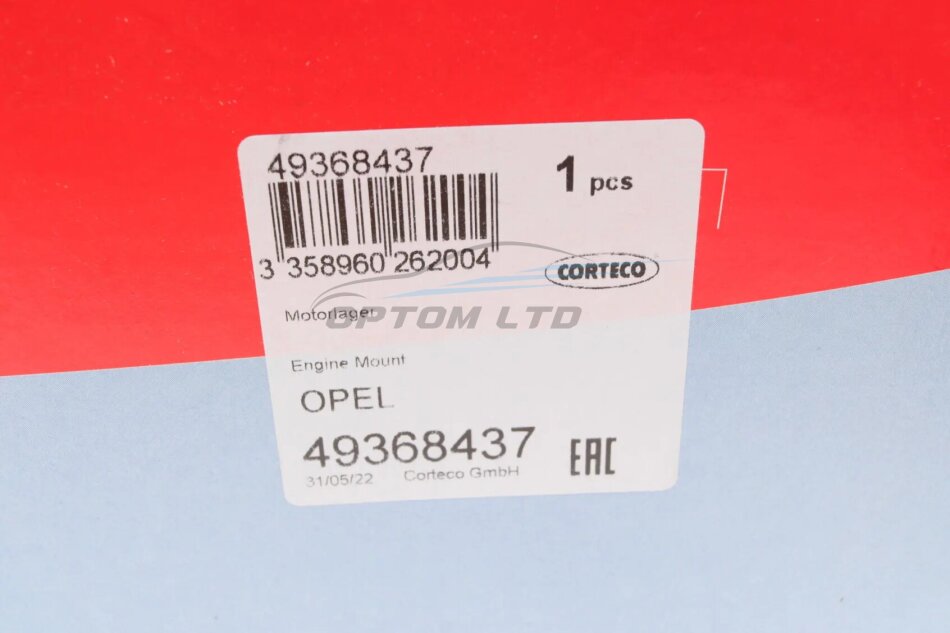 49368437
1 pcs
3 358960 262004
CORTECO
Motorlager
OPTOM LTD
Engine Mount
OPEL
49368437
EAC
31/05/22 Corteco GmbH